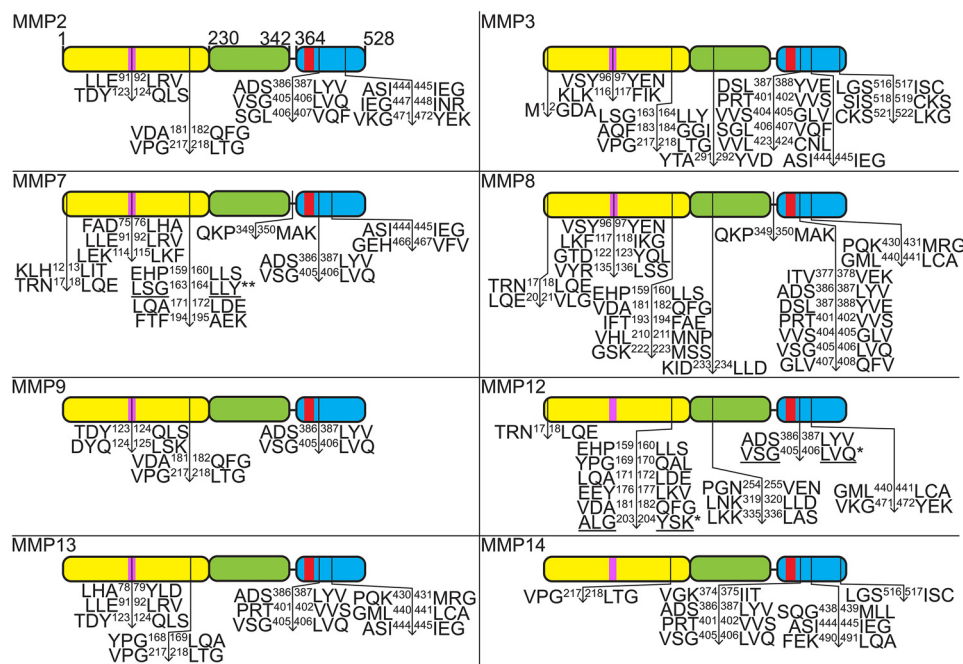 MMP2
1 230 342 364 528
LLE91 92LRV
TDY123 124QLS
VDA181 182QFG
VPG217 218LTG
ADS386 387LYV
VSG405 406LVQ
SGL406 407VQF
ASI444 445IEG
IEG447 448INR
VKG471 472YEK
MMP3
M1 2GDA
VSY96 97YEN
KLK116 117FIK
LSG163 164LLY
AQF183 184GGI
VPG217 218LTG
YTA291 292YVD
DSL387 388YVE
PRT401 402VVS
VVS404 405GLV
SGL406 407VQF
VVL423 424CNL
ASI444 445IEG
LGS516 517ISC
SIS518 519CKS
CKS521 522LKG
MMP7
KLH12 13LIT
TRN17 18LQE
FAD75 76LHA
LLE91 92LRV
LEK114 115LKF
EHP159 160LLS
LSG163 164LLY**
LQA171 172LDE
FTF194 195AEK
QKP349 350MAK
ADS386 387LYV
VSG405 406LVQ
ASI444 445IEG
GEH466 467VFV
MMP8
TRN17 18LQE
LQE20 21VLG
VSY96 97YEN
LKF117 118IKG
GTD122 123YQL
VYR135 136LSS
EHP159 160LLS
VDA181 182QFG
IFT193 194FAE
VHL210 211MNP
GSK222 223MSS
KID233 234LLD
QKP349 350MAK
ITV377 378VEK
ADS386 387LYV
DSL387 388YVE
PRT401 402VVS
VVS404 405GLV
VSG405 406LVQ
GLV407 408QFV
PQK430 431MRG
GML440 441LCA
MMP9
TDY123 124QLS
DYQ124 125LSK
VDA181 182QFG
VPG217 218LTG
ADS386 387LYV
VSG405 406LVQ
MMP12
TRN17 18LQE
EHP159 160LLS
YPG169 170QAL
LQA171 172LDE
EEY176 177LKV
VDA181 182QFG
ALG203 204YSK*
PGN254 255VEN
LNK319 320LLD
LKK335 336LAS
ADS386 387LYV
VSG405 406LVQ*
GML440 441LCA
VKG471 472YEK
MMP13
LHA78 79YLD
LLE91 92LRV
TDY123 124QLS
YPG168 169LQA
VPG217 218LTG
ADS386 387LYV
PRT401 402VVS
VSG405 406LVQ
PQK430 431MRG
GML440 441LCA
ASI444 445IEG
MMP14
VPG217 218LTG
VGK374 375IIT
ADS386 387LYV
PRT401 402VVS
VSG405 406LVQ
SQG438 439MLL
ASI444 445IEG
FEK490 491LQA
LGS516 517ISC